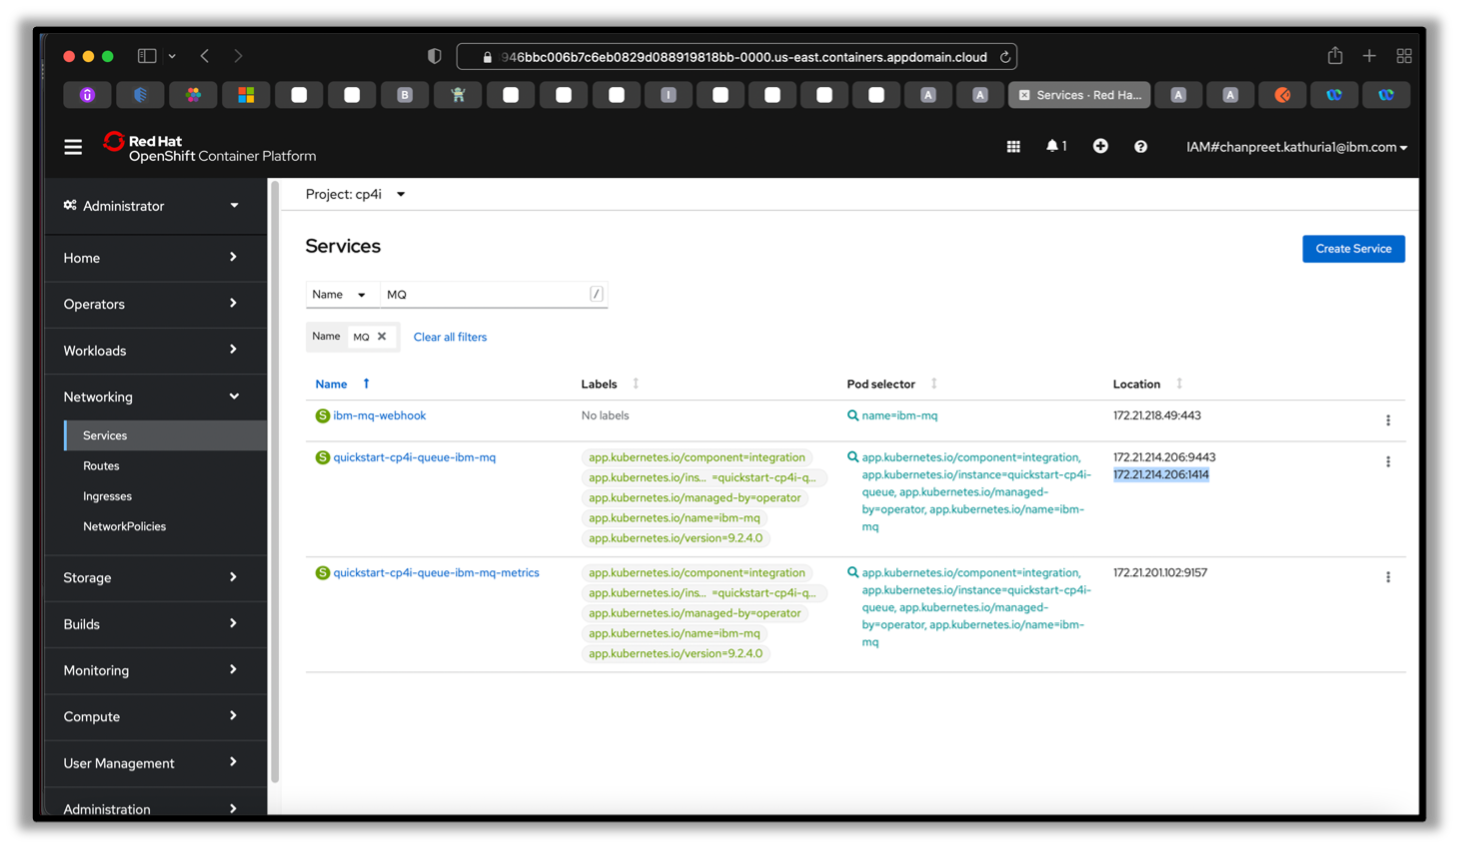 946bbc006b7c6eb0829d088919818bb-0000.us-east.containers.appdomain.cloud
B
I
A
A
Services · Red Ha...
A
A
Red Hat
OpenShift Container Platform
1
IAM#chanpreet.kathuria1@ibm.com
Administrator
Home
Operators
Workloads
Networking
Services
Routes
Ingresses
NetworkPolicies
Storage
Builds
Monitoring
Compute
User Management
Administration
Project: cp4i
Services
Create Service
Name
MQ
/
Name MQ
Clear all filters
Name
Labels
Pod selector
Location
S ibm-mq-webhook
No labels
name=ibm-mq
172.21.218.49:443
S quickstart-cp4i-queue-ibm-mq
app.kubernetes.io/component=integration
app.kubernetes.io/ins... =quickstart-cp4i-q...
app.kubernetes.io/managed-by=operator
app.kubernetes.io/name=ibm-mq
app.kubernetes.io/version=9.2.4.0
app.kubernetes.io/component=integration,
app.kubernetes.io/instance=quickstart-cp4i-
queue, app.kubernetes.io/managed-
by=operator, app.kubernetes.io/name=ibm-
mq
172.21.214.206:9443
172.21.214.206:1414
S quickstart-cp4i-queue-ibm-mq-metrics
app.kubernetes.io/component=integration
app.kubernetes.io/ins... =quickstart-cp4i-q...
app.kubernetes.io/managed-by=operator
app.kubernetes.io/name=ibm-mq
app.kubernetes.io/version=9.2.4.0
app.kubernetes.io/component=integration,
app.kubernetes.io/instance=quickstart-cp4i-
queue, app.kubernetes.io/managed-
by=operator, app.kubernetes.io/name=ibm-
mq
172.21.201.102:9157